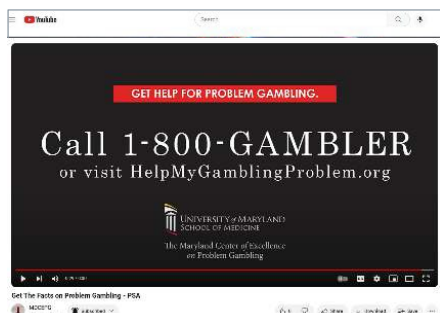 YouTube
Search
GET HELP FOR PROBLEM GAMBLING.
Call 1-800-GAMBLER
or visit HelpMyGamblingProblem.org
UNIVERSITY of MARYLAND
SCHOOL OF MEDICINE
The Maryland Center of Excellence
on Problem Gambling
Get The Facts on Problem Gambling - PSA
Subscribed
Share
Download
Save